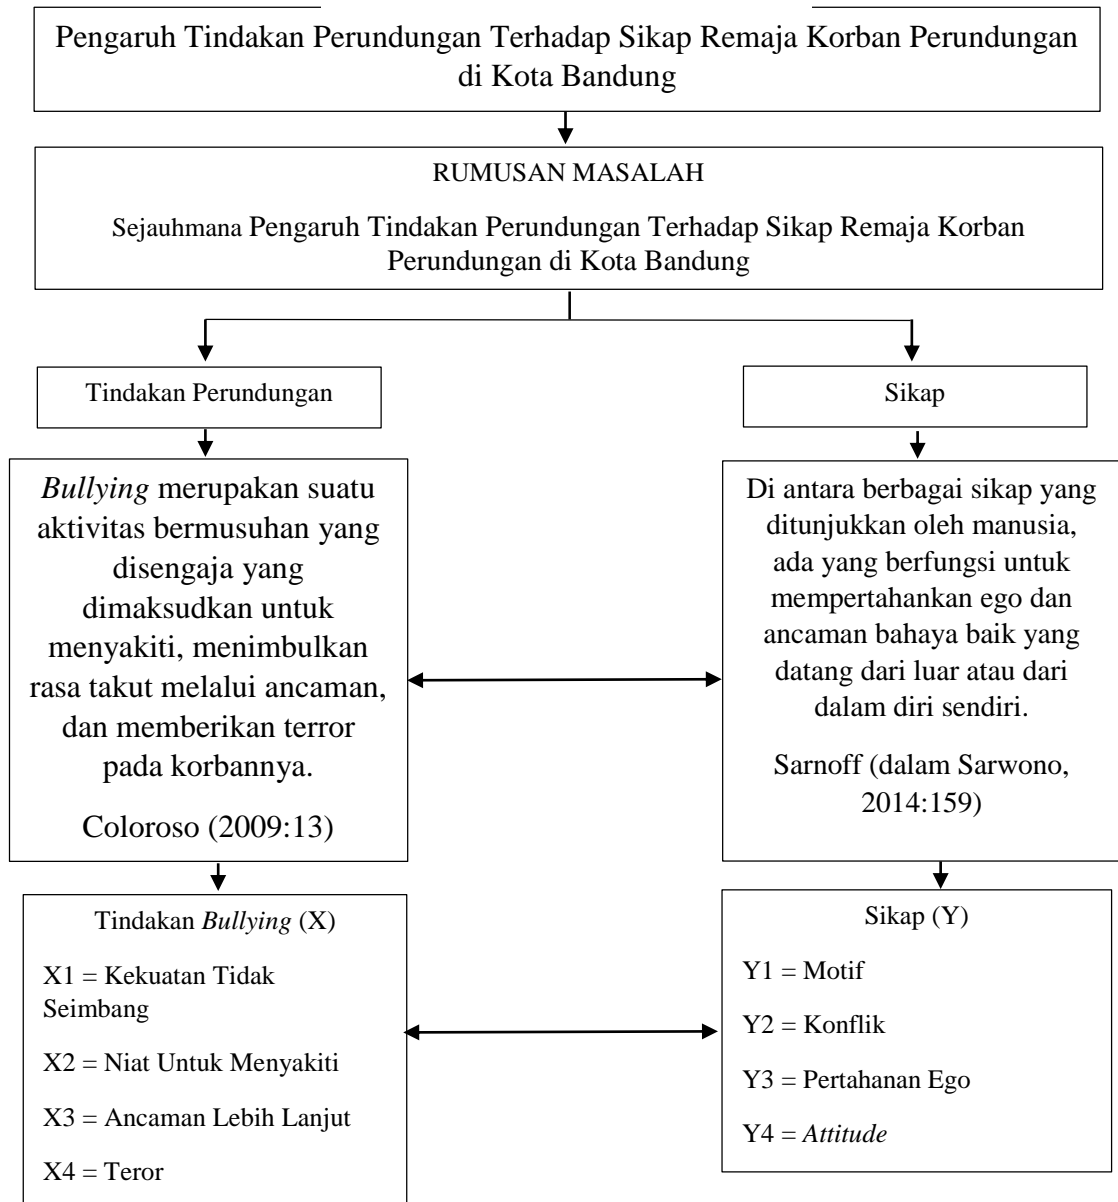 Pengaruh Tindakan Perundungan Terhadap Sikap Remaja Korban Perundungan
di Kota Bandung
RUMUSAN MASALAH
Sejauhmana Pengaruh Tindakan Perundungan Terhadap Sikap Remaja Korban
Perundungan di Kota Bandung
Tindakan Perundungan
Sikap
Bullying merupakan suatu
aktivitas bermusuhan yang
disengaja yang
dimaksudkan untuk
menyakiti, menimbulkan
rasa takut melalui ancaman,
dan memberikan terror
pada korbannya.
Coloroso (2009:13)
Di antara berbagai sikap yang
ditunjukkan oleh manusia,
ada yang berfungsi untuk
mempertahankan ego dan
ancaman bahaya baik yang
datang dari luar atau dari
dalam diri sendiri.
Sarnoff (dalam Sarwono,
2014:159)
Tindakan Bullying (X)
X1 = Kekuatan Tidak
Seimbang
X2 = Niat Untuk Menyakiti
X3 = Ancaman Lebih Lanjut
X4 = Teror
Sikap (Y)
Y1 = Motif
Y2 = Konflik
Y3 = Pertahanan Ego
Y4 = Attitude